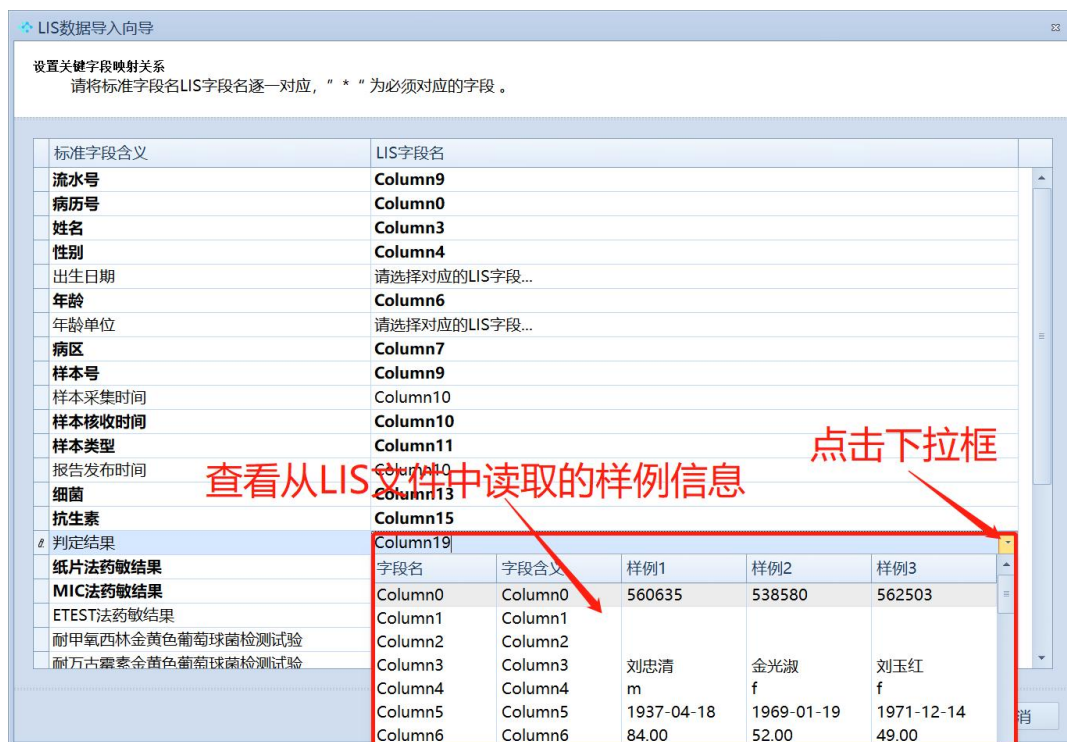 LIS数据导入向导
设置关键字段映射关系
请将标准字段名LIS字段名逐一对应，＂ * “ 为必须对应的字段 。
标准字段含义 LIS字段名
流水号 Column9
病历号 Column0
姓名 Column3
性别 Column4
出生日期 请选择对应的LIS字段...
年龄 Column6
年龄单位 请选择对应的LIS字段...
病区 Column7
样本号 Column9
样本采集时间 Column10
样本核收时间 Column10
样本类型 Column11
点击下拉框
报告发布时间 Column10
查看从LIS文件中读取的样例信息
细菌 Column13
抗生素 Column15
判定结果 Column19
纸片法药敏结果 字段名 字段含义 样例1 样例2 样例3
MIC法药敏结果 Column0 Column0 560635 538580 562503
ETEST法药敏结果 Column1 Column1
耐甲氧西林金黄色葡萄球菌检测试验 Column2 Column2
耐万古霉素金黄色葡萄球菌检测试验 Column3 Column3 刘忠清 金光淑 刘玉红
Column4 Column4 m f f
Column5 Column5 1937-04-18 1969-01-19 1971-12-14
消
Column6 Column6 84.00 52.00 49.00